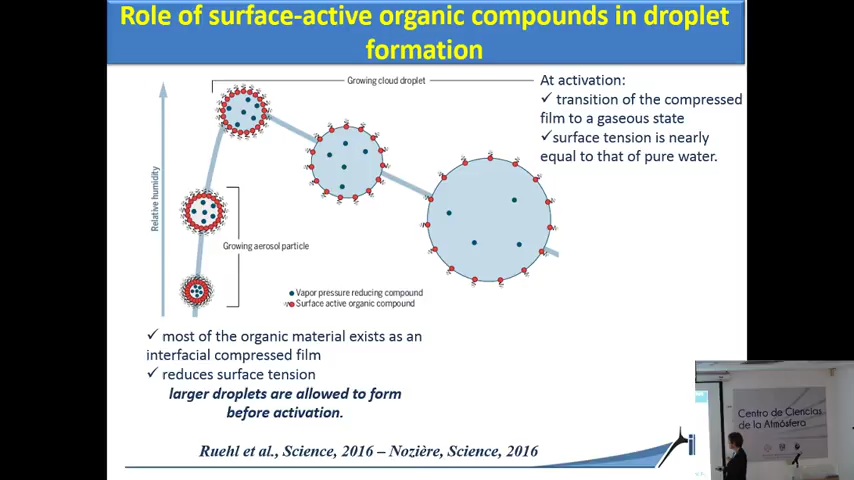 Role of surface-active organic compounds in droplet
formation
Growing cloud droplet
At activation:
✓ transition of the compressed
film to a gaseous state
✓surface tension is nearly
equal to that of pure water.
Relative humidity
Growing aerosol particle
Vapor pressure reducing compound
Surface active organic compound
✓ most of the organic material exists as an
interfacial compressed film
✓ reduces surface tension
larger droplets are allowed to form
before activation.
Ruehl et al., Science, 2016 – Nozière, Science, 2016
Centro de Ciencias
de la Atmósfera